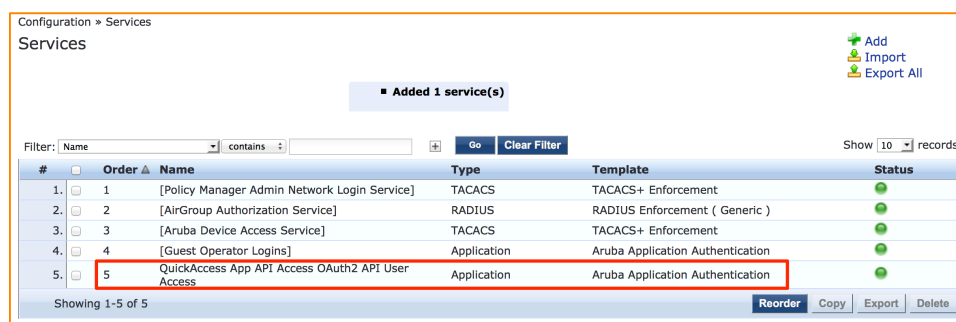 Configuration » Services
Services
Add
Import
Export All
Added 1 service(s)
Filter: Name contains + Go Clear Filter Show 10 records
# Order Name Type Template Status
1. 1 [Policy Manager Admin Network Login Service] TACACS TACACS+ Enforcement
2. 2 [AirGroup Authorization Service] RADIUS RADIUS Enforcement ( Generic )
3. 3 [Aruba Device Access Service] TACACS TACACS+ Enforcement
4. 4 [Guest Operator Logins] Application Aruba Application Authentication
5. 5 QuickAccess App API Access OAuth2 API User Application Aruba Application Authentication
Access
Showing 1-5 of 5 Reorder Copy Export Delete